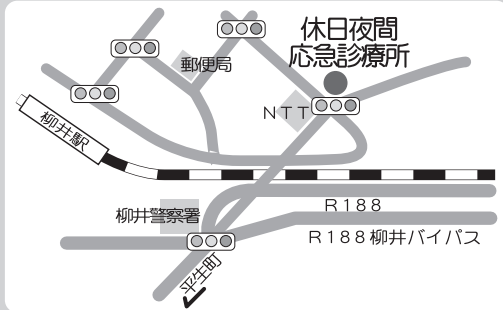 休日夜間
応急診療所
郵便局
NTT
柳井駅
柳井警察署
R188
R188柳井バイパス
平生町